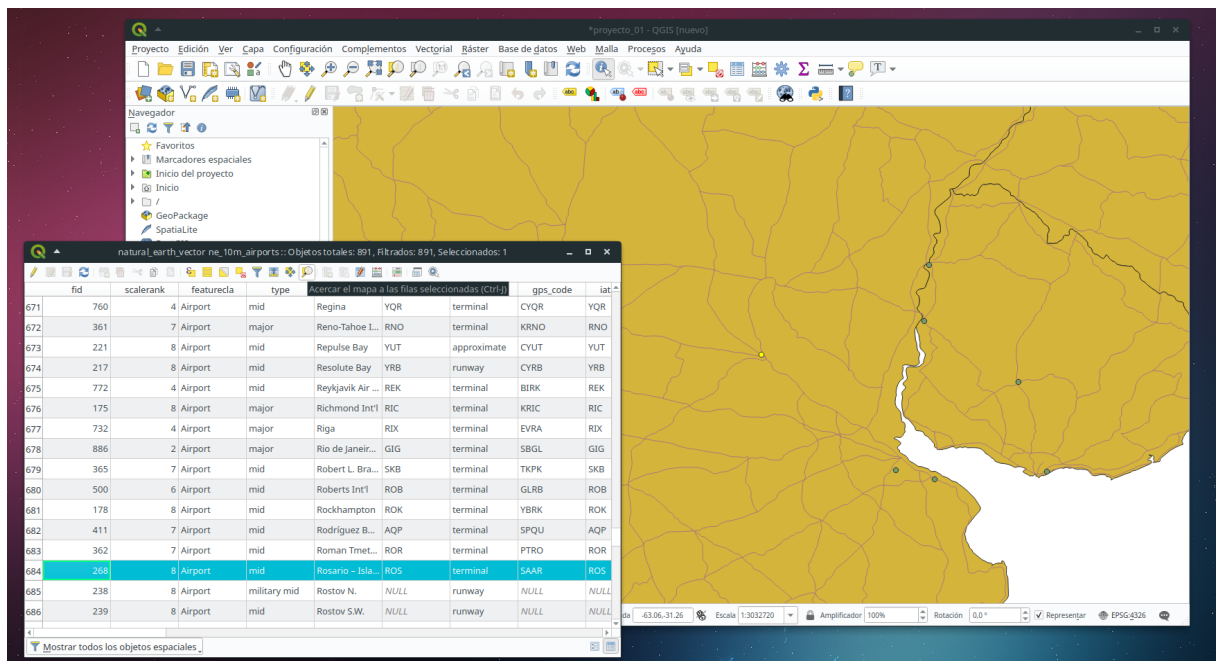 *proyecto_01 - QGIS [nuevo]
Proyecto Edición Ver Capa Configuración Complementos Vectorial Ráster Base de datos Web Malla Procesos Ayuda
Navegador
Favoritos
Marcadores espaciales
Inicio del proyecto
Inicio
/
GeoPackage
SpatiaLite
natural_earth_vector ne_10m_airports :: Objetos totales: 891, Filtrados: 891, Seleccionados: 1
fid scalerank featurecla type gps_code iat
Acercar el mapa a las filas seleccionadas (Ctrl-J)
671 760 4 Airport mid Regina YQR terminal CYQR YQR
672 361 7 Airport major Reno-Tahoe I... RNO terminal KRNO RNO
673 221 8 Airport mid Repulse Bay YUT approximate CYUT YUT
674 217 8 Airport mid Resolute Bay YRB runway CYRB YRB
675 772 4 Airport mid Reykjavik Air ... REK terminal BIRK REK
676 175 8 Airport major Richmond Int'l RIC terminal KRIC RIC
677 732 4 Airport major Riga RIX terminal EVRA RIX
678 886 2 Airport major Rio de Janeir... GIG terminal SBGL GIG
679 365 7 Airport mid Robert L. Bra... SKB terminal TKPK SKB
680 500 6 Airport mid Roberts Int'l ROB terminal GLRB ROB
681 178 8 Airport mid Rockhampton ROK terminal YBRK ROK
682 411 7 Airport mid Rodríguez B... AQP terminal SPQU AQP
683 362 7 Airport mid Roman Tmet... ROR terminal PTRO ROR
684 268 8 Airport mid Rosario – Isla... ROS terminal SAAR ROS
685 238 8 Airport military mid Rostov N. NULL runway NULL NULL
686 239 8 Airport mid Rostov S.W. NULL runway NULL NULL
da -63.06,-31.26 Escala 1:3032720 Amplificador 100% Rotación 0,0 ° Representar EPSG:4326
Mostrar todos los objetos espaciales